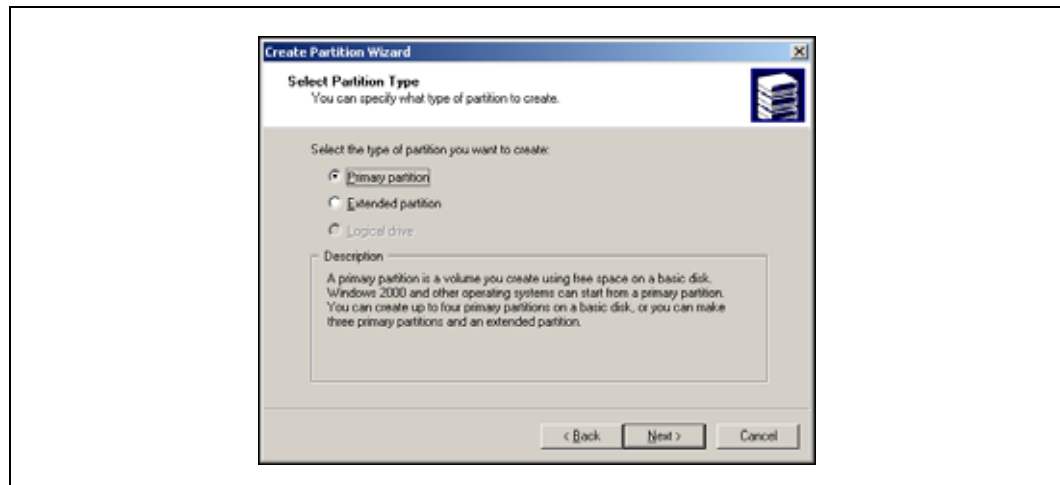 Create Partition Wizard
Select Partition Type
You can specify what type of partition to create.
Select the type of partition you want to create:
Primary partition
Extended partition
Logical drive
Description
A primary partition is a volume you create using free space on a basic disk.
Windows 2000 and other operating systems can start from a primary partition.
You can create up to four primary partitions on a basic disk, or you can make
three primary partitions and an extended partition.
< Back
Next >
Cancel